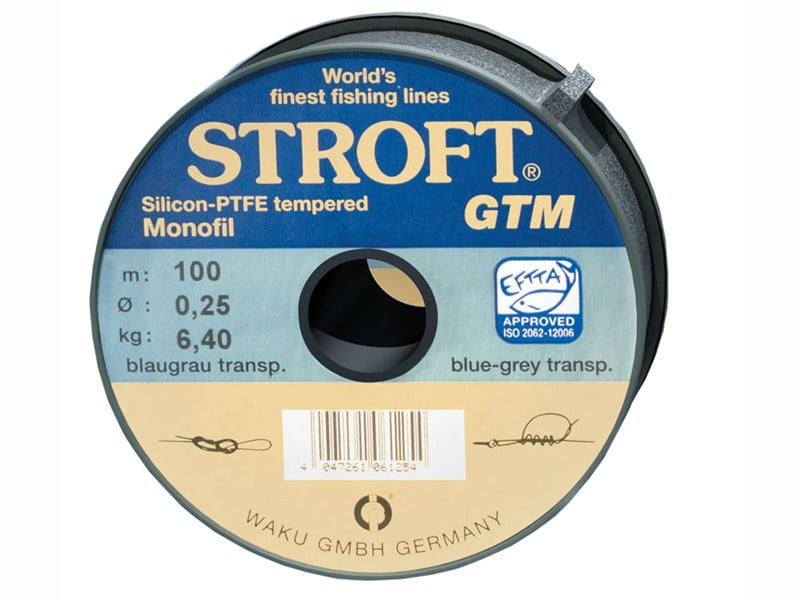 World's
finest fishing lines
STROFT®
Silicon-PTFE tempered
Monofil
GTM
m: 100
Ø : 0,25
kg: 6,40
blaugrau transp.
EFTTA
APPROVED
ISO 2062-12006
blue-grey transp.
4 047261 061254
®
WAKU GMBH GERMANY